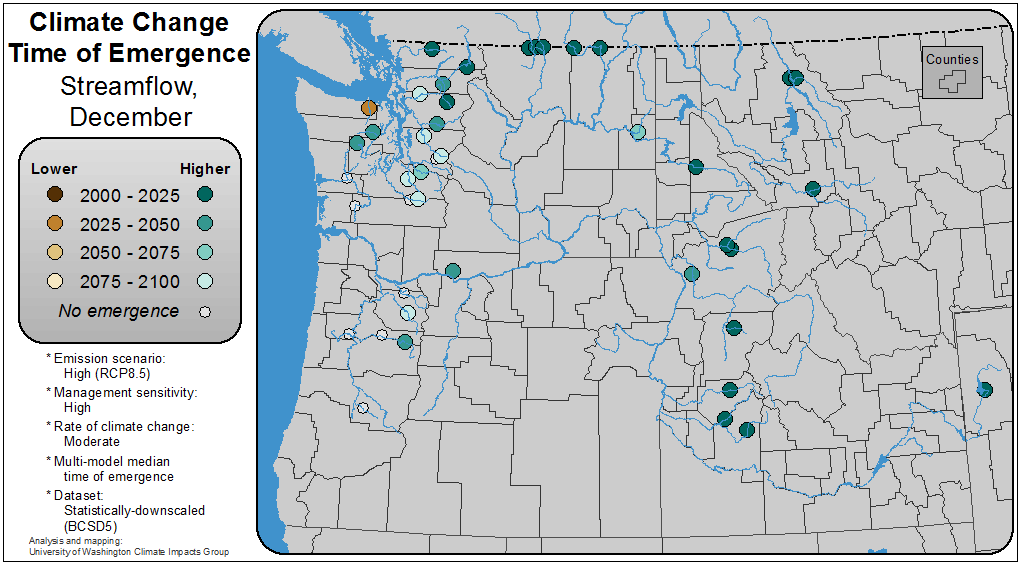 Climate Change
Time of Emergence
Streamflow,
December
Lower Higher
2000 - 2025
2025 - 2050
2050 - 2075
2075 - 2100
No emergence
* Emission scenario:
High (RCP8.5)
* Management sensitivity:
High
* Rate of climate change:
Moderate
* Multi-model median
time of emergence
* Dataset:
Statistically-downscaled
(BCSD5)
Analysis and mapping:
University of Washington Climate Impacts Group
Counties